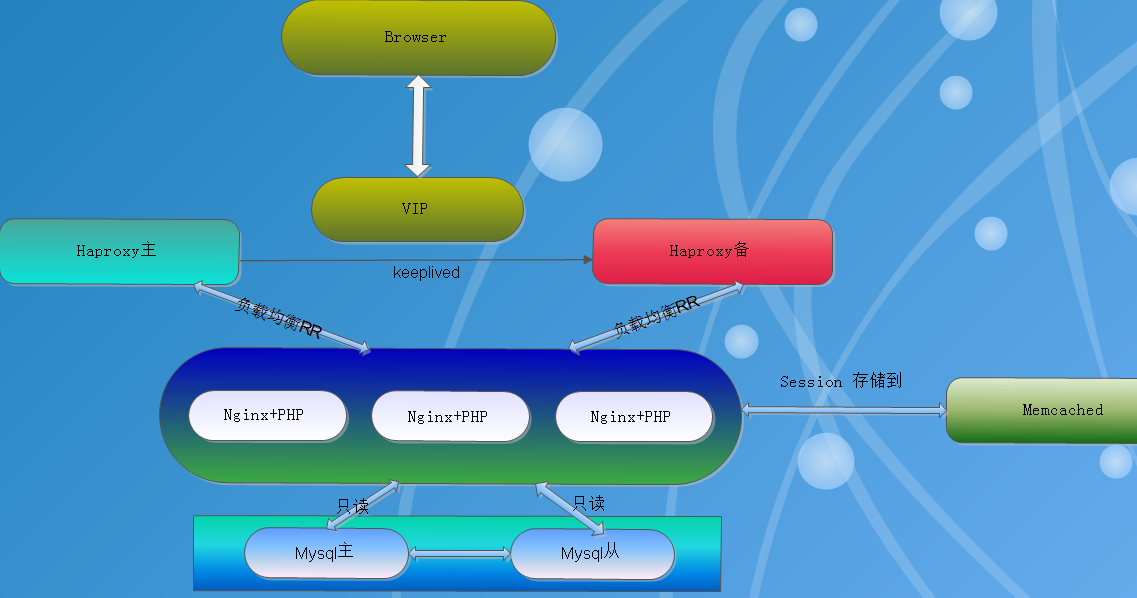 Browser
VIP
Haproxy主
Haproxy备
keeplived
负载均衡RR
负载均衡RR
Session 存储到
Nginx+PHP
Nginx+PHP
Nginx+PHP
Memcached
只读
只读
Mysql主
Mysql从